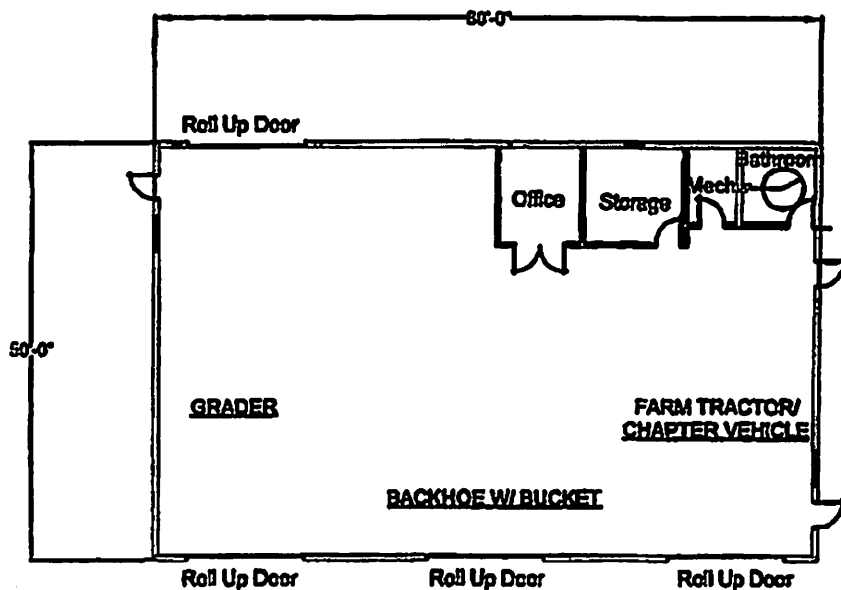 80'-0"
Roll Up Door
Bathroom
Mech.
Office
Storage
50'-0"
GRADER
FARM TRACTOR/
CHAPTER VEHICLE
BACKHOE W/ BUCKET
Roll Up Door
Roll Up Door
Roll Up Door